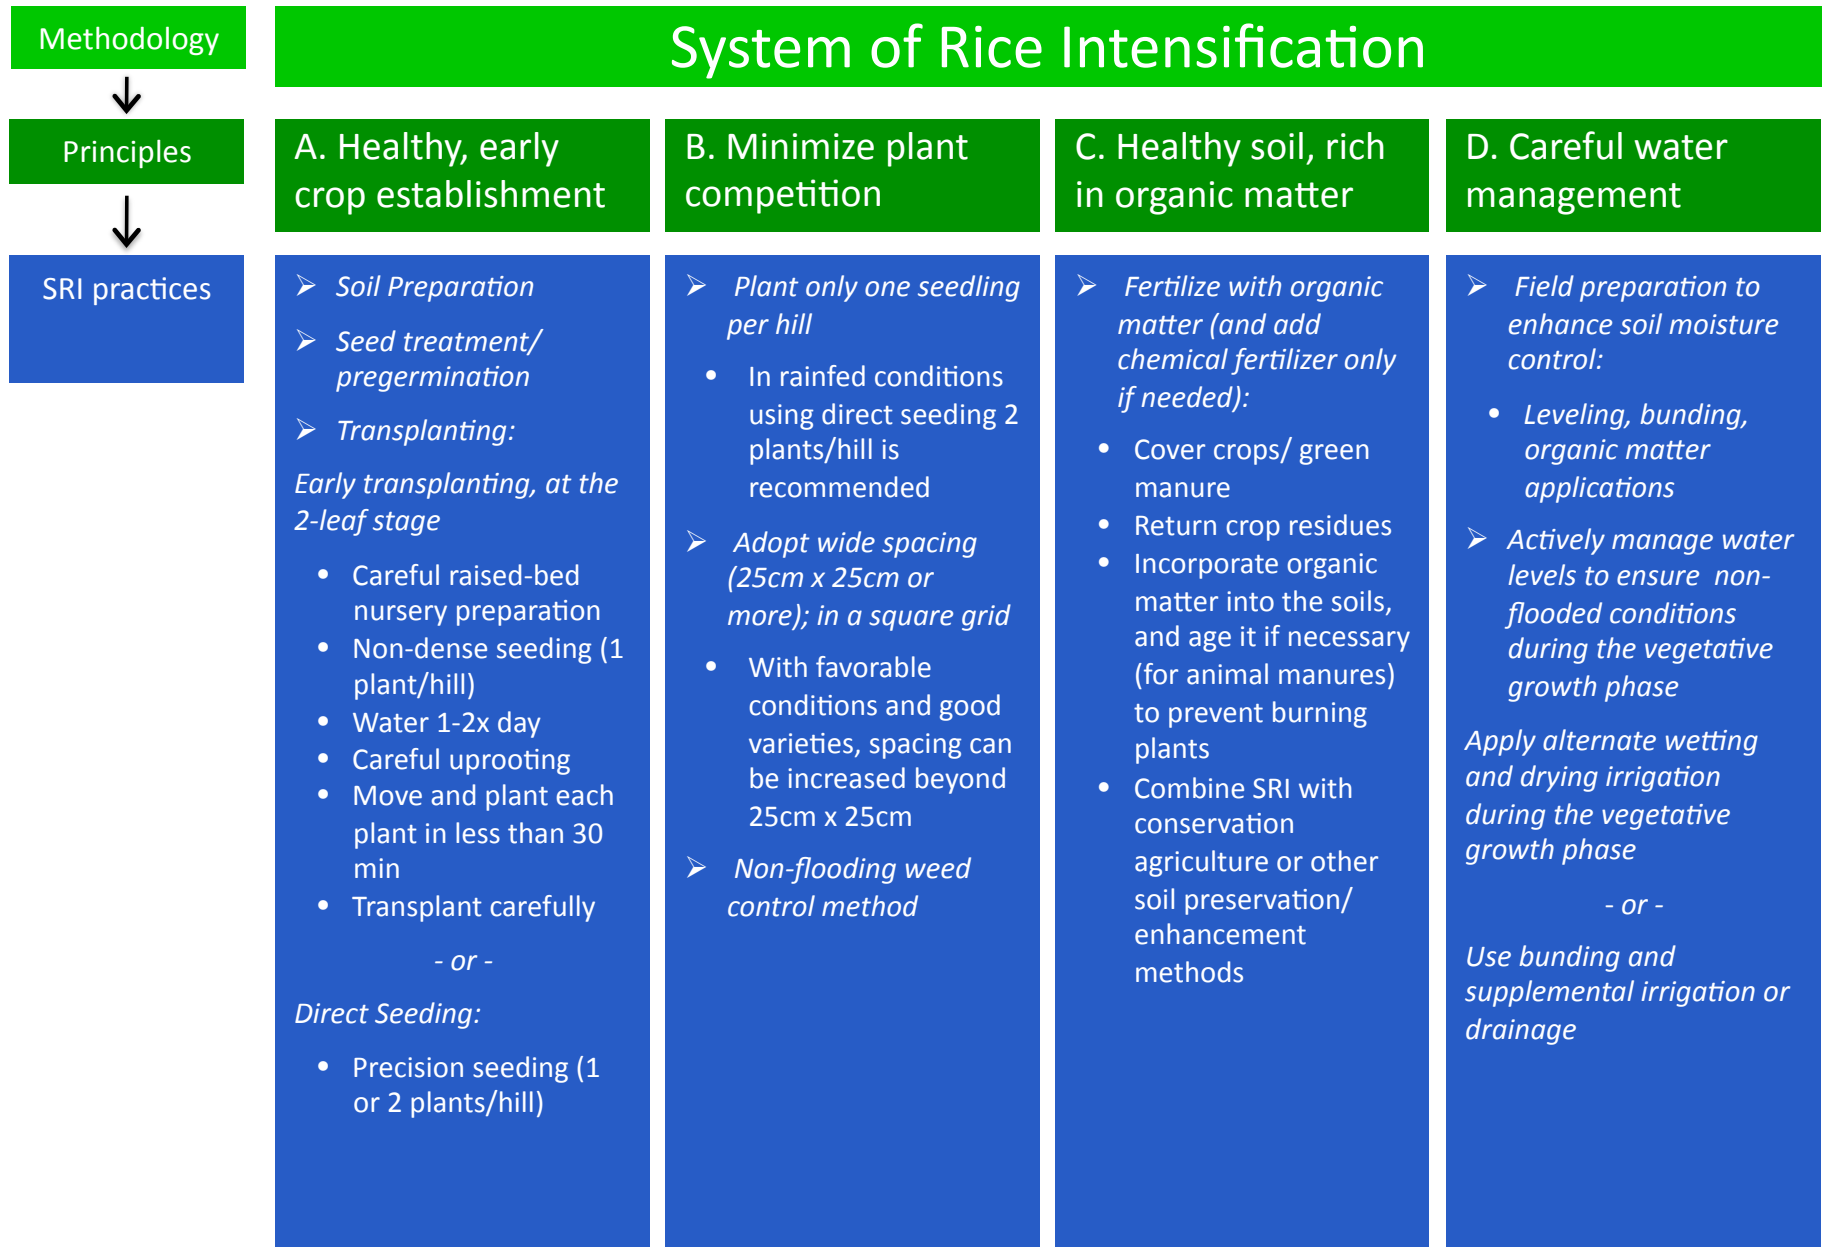 Methodology
System of Rice Intensification
Principles
A. Healthy, early
crop establishment
B. Minimize plant
competition
C. Healthy soil, rich
in organic matter
D. Careful water
management
SRI practices
➢ Soil Preparation
➢ Seed treatment/
pregermination
➢ Transplanting:
Early transplanting, at the
2-leaf stage
• Careful raised-bed
nursery preparation
• Non-dense seeding (1
plant/hill)
• Water 1-2x day
• Careful uprooting
• Move and plant each
plant in less than 30
min
• Transplant carefully
- or -
Direct Seeding:
• Precision seeding (1
or 2 plants/hill)
➢ Plant only one seedling
per hill
• In rainfed conditions
using direct seeding 2
plants/hill is
recommended
➢ Adopt wide spacing
(25cm x 25cm or
more); in a square grid
• With favorable
conditions and good
varieties, spacing can
be increased beyond
25cm x 25cm
➢ Non-flooding weed
control method
➢ Fertilize with organic
matter (and add
chemical fertilizer only
if needed):
• Cover crops/ green
manure
• Return crop residues
• Incorporate organic
matter into the soils,
and age it if necessary
(for animal manures)
to prevent burning
plants
• Combine SRI with
conservation
agriculture or other
soil preservation/
enhancement
methods
➢ Field preparation to
enhance soil moisture
control:
• Leveling, bunding,
organic matter
applications
➢ Actively manage water
levels to ensure non-
flooded conditions
during the vegetative
growth phase
Apply alternate wetting
and drying irrigation
during the vegetative
growth phase
- or -
Use bunding and
supplemental irrigation or
drainage